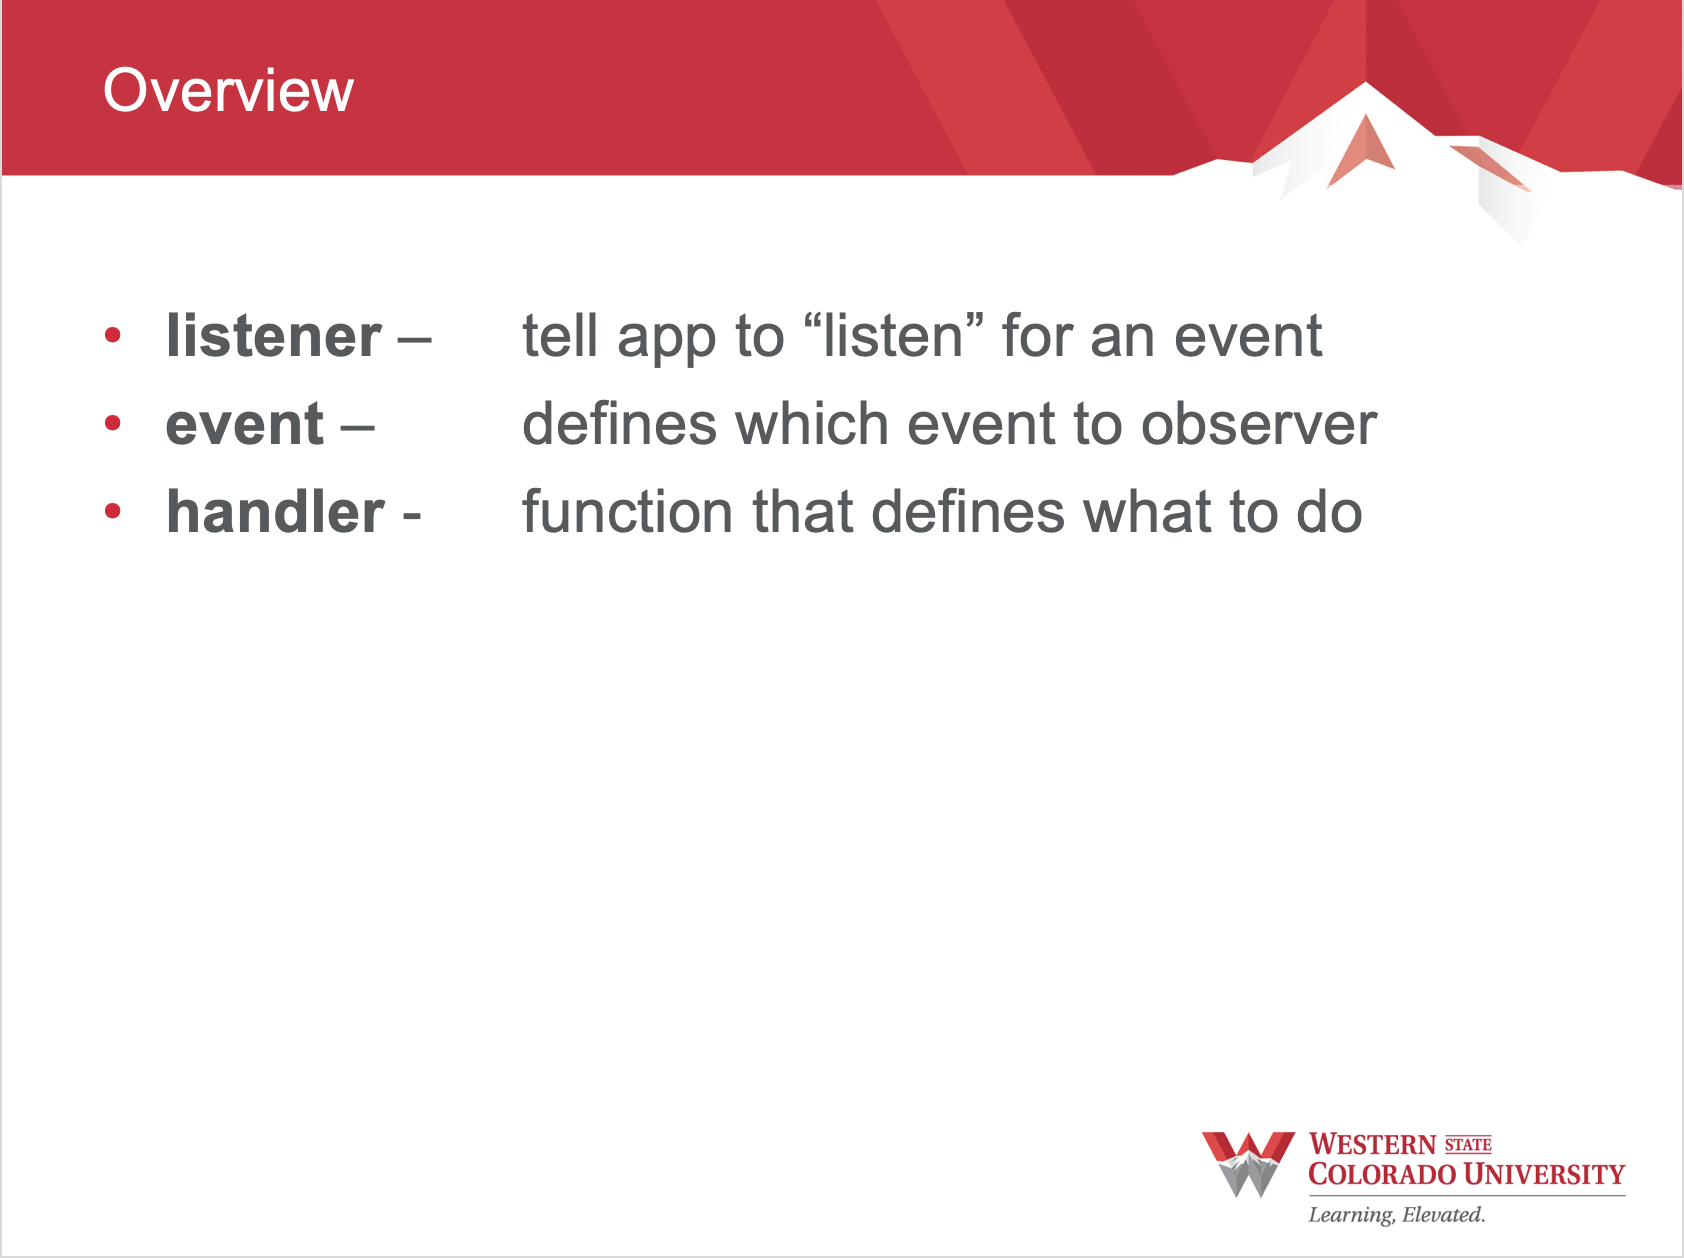 Overview
• listener – tell app to “listen” for an event
• event – defines which event to observer
• handler - function that defines what to do
WESTERN STATE
COLORADO UNIVERSITY
Learning, Elevated.